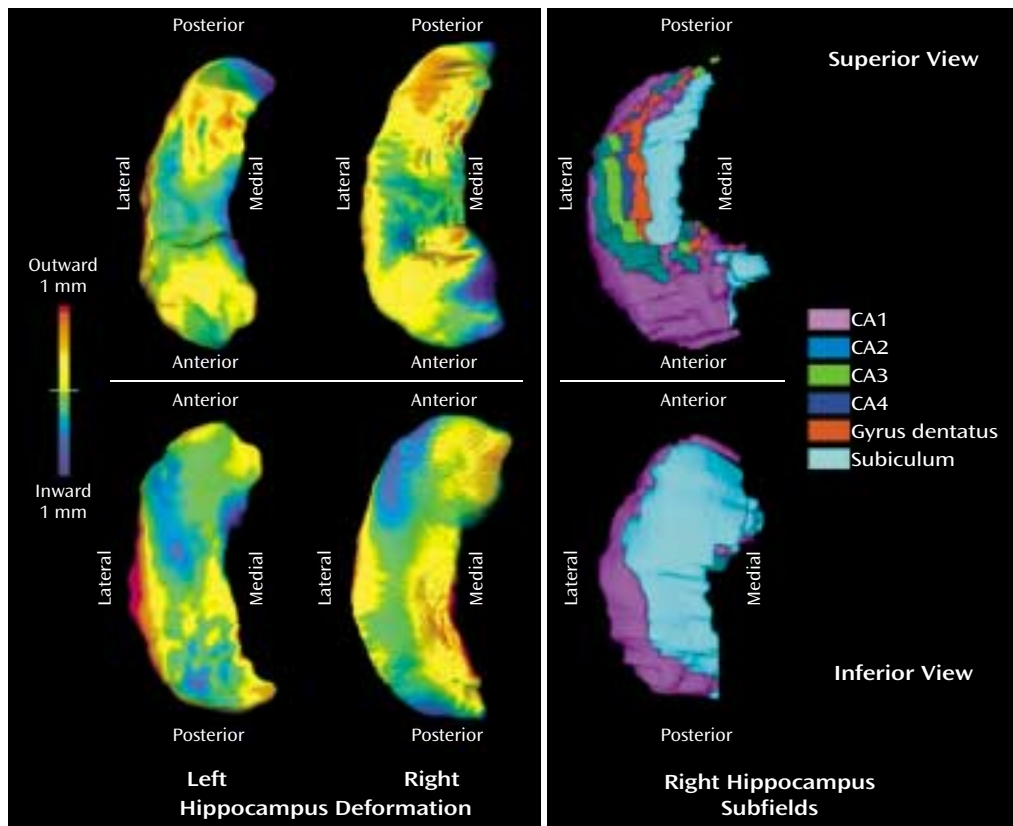 Posterior
Posterior
Lateral
Medial
Lateral
Medial
Anterior
Anterior
Outward
1 mm
Inward
1 mm
Anterior
Anterior
Lateral
Medial
Lateral
Medial
Posterior
Posterior
Left
Right
Hippocampus Deformation
Posterior
Superior View
Lateral
Medial
Anterior
CA1
CA2
CA3
CA4
Gyrus dentatus
Subiculum
Anterior
Lateral
Medial
Inferior View
Posterior
Right Hippocampus
Subfields